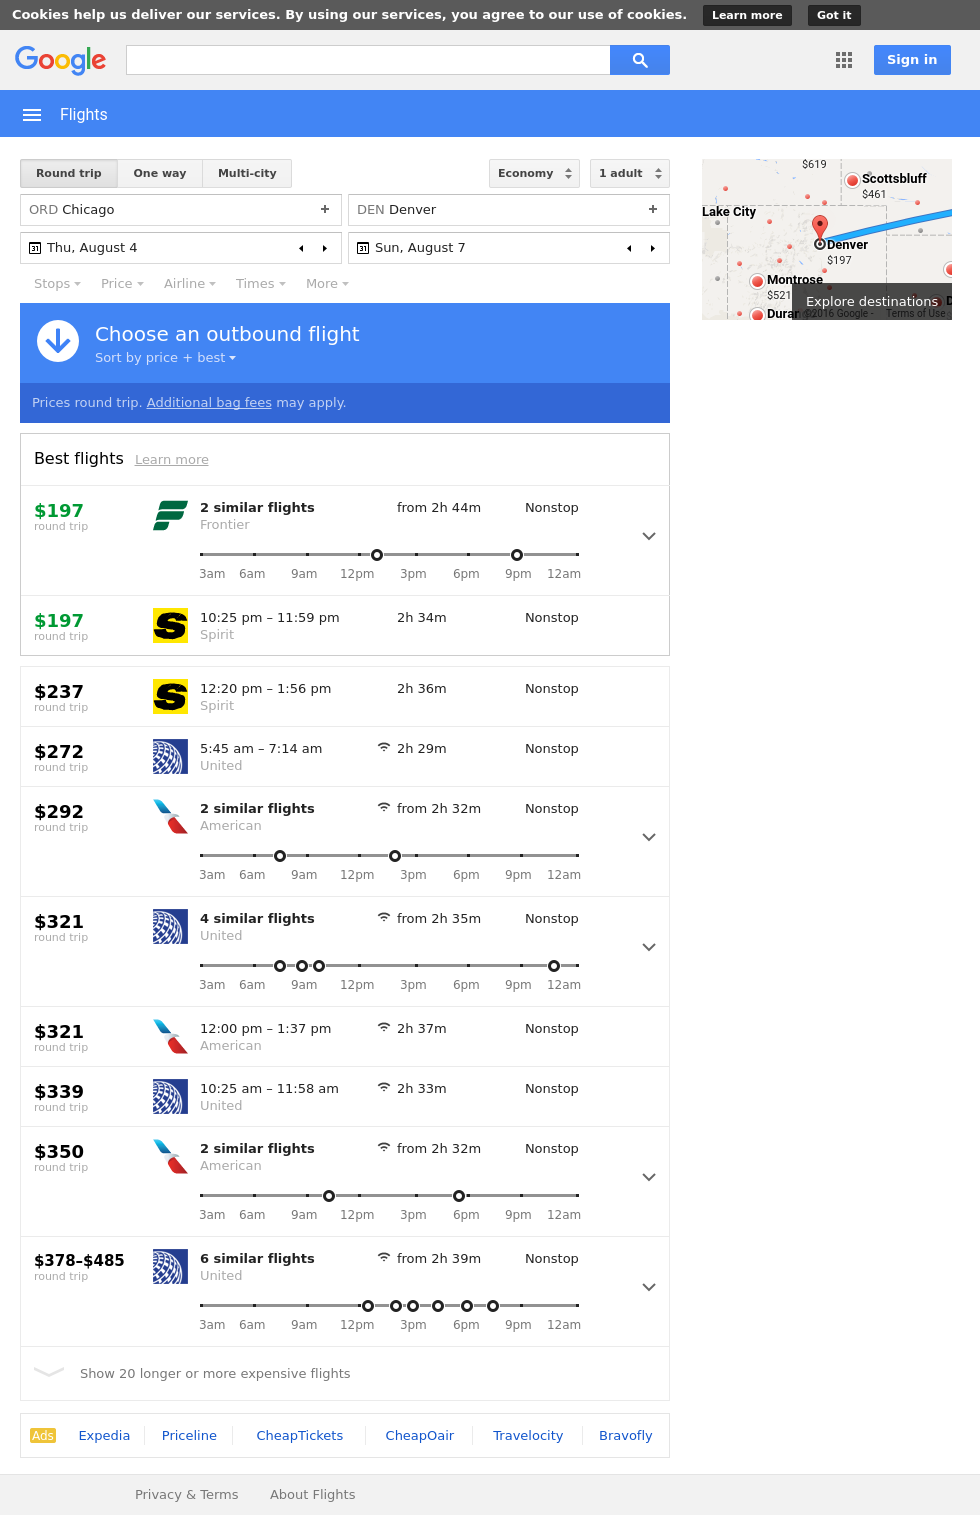 Cookies help us deliver our services. By using our services, you agree to our use of cookies. Learn more Got it
Google Sign in
Flights
Round trip One way Multi-city Economy 1 adult
ORD Chicago + DEN Denver +
31 Thu, August 4 31 Sun, August 7
Stops Price Airline Times More
Choose an outbound flight
Sort by price + best
Prices round trip. Additional bag fees may apply.
$619
Scottsbluff
$461
Lake City
Denver
$197
Montrose
$521
Explore destinations
Duran ©2016 Google - Terms of Use
Best flights Learn more
$197 2 similar flights from 2h 44m Nonstop
round trip Frontier
3am 6am 9am 12pm 3pm 6pm 9pm 12am
$197 10:25 pm – 11:59 pm 2h 34m Nonstop
round trip Spirit
$237 12:20 pm – 1:56 pm 2h 36m Nonstop
round trip Spirit
$272 5:45 am – 7:14 am 2h 29m Nonstop
round trip United
$292 2 similar flights from 2h 32m Nonstop
round trip American
3am 6am 9am 12pm 3pm 6pm 9pm 12am
$321 4 similar flights from 2h 35m Nonstop
round trip United
3am 6am 9am 12pm 3pm 6pm 9pm 12am
$321 12:00 pm – 1:37 pm 2h 37m Nonstop
round trip American
$339 10:25 am – 11:58 am 2h 33m Nonstop
round trip United
$350 2 similar flights from 2h 32m Nonstop
round trip American
3am 6am 9am 12pm 3pm 6pm 9pm 12am
$378–$485 6 similar flights from 2h 39m Nonstop
round trip United
3am 6am 9am 12pm 3pm 6pm 9pm 12am
Show 20 longer or more expensive flights
Ads Expedia Priceline CheapTickets CheapOair Travelocity Bravofly
Privacy & Terms About Flights